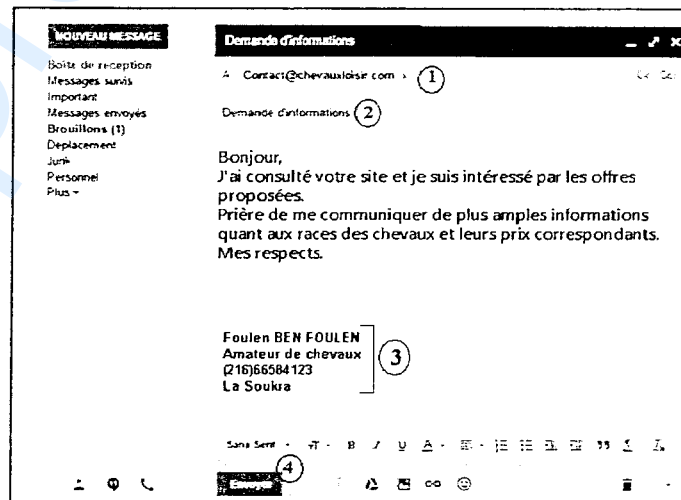 NOUVEAU MESSAGE
Boîte de réception
Messages suivis
Important
Messages envoyés
Brouillons (1)
Déplacement
Junk
Personnel
Plus
Demande d'informations
A Contact@chevauxloisir.com x 1
Cc Cci
Demande d'informations 2
Bonjour,
J'ai consulté votre site et je suis intéressé par les offres
proposées.
Prière de me communiquer de plus amples informations
quant aux races des chevaux et leurs prix correspondants.
Mes respects.
Foulen BEN FOULEN
Amateur de chevaux
(216)66584123
La Soukra
3
Sans Serif
4
Envoyer